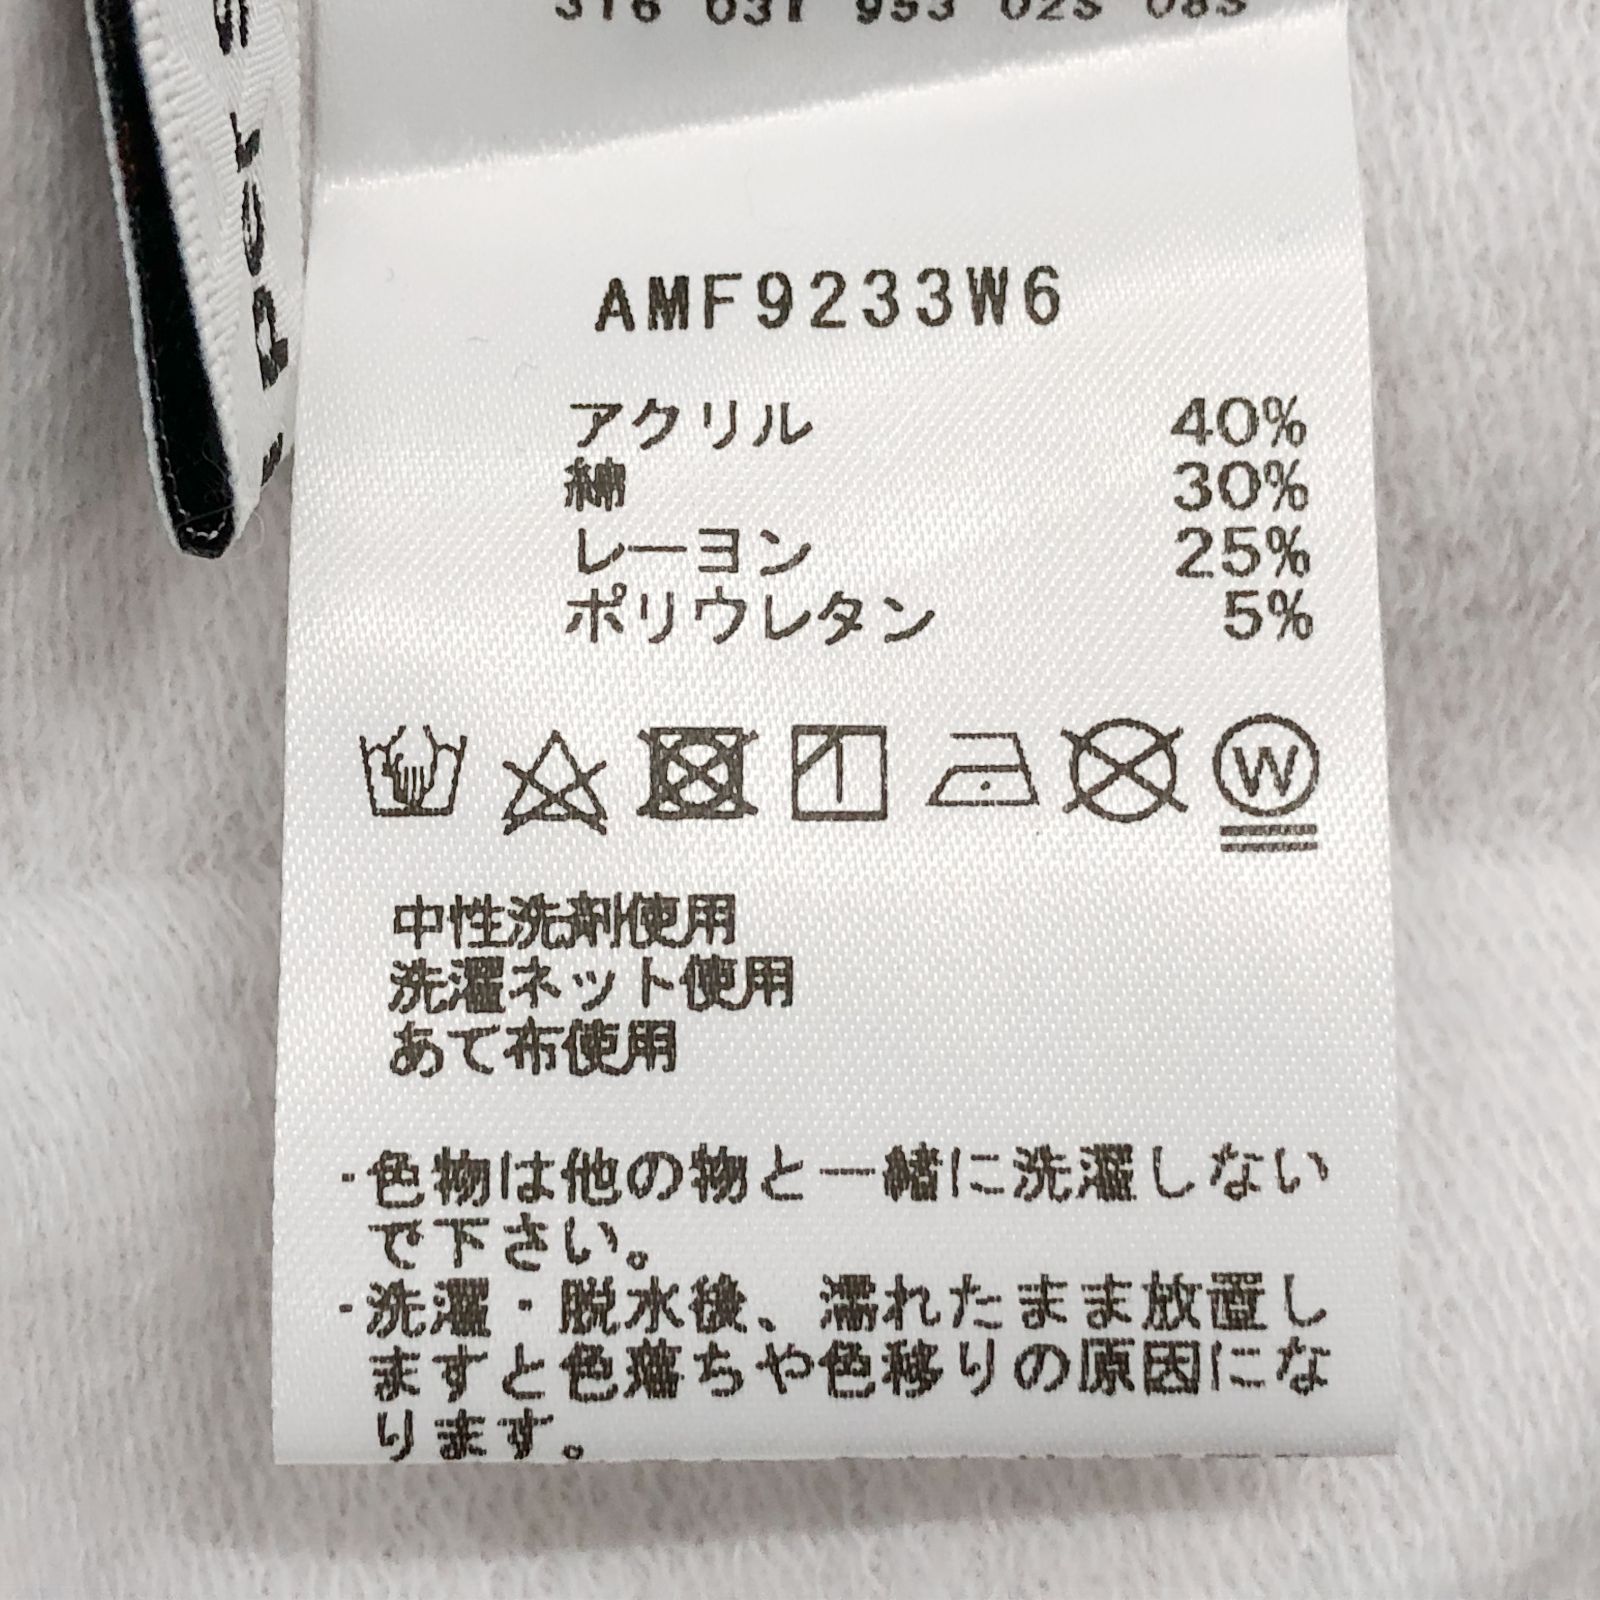 AMF9233W6
アクリル 40%
綿 30%
レーヨン 25%
ポリウレタン 5%
W
中性洗剤使用
洗濯ネット使用
あて布使用
・色物は他の物と一緒に洗濯しない
で下さい。
・洗濯・脱水機、濡れたまま放置し
ますと色落ちや色移りの原因にな
ります。